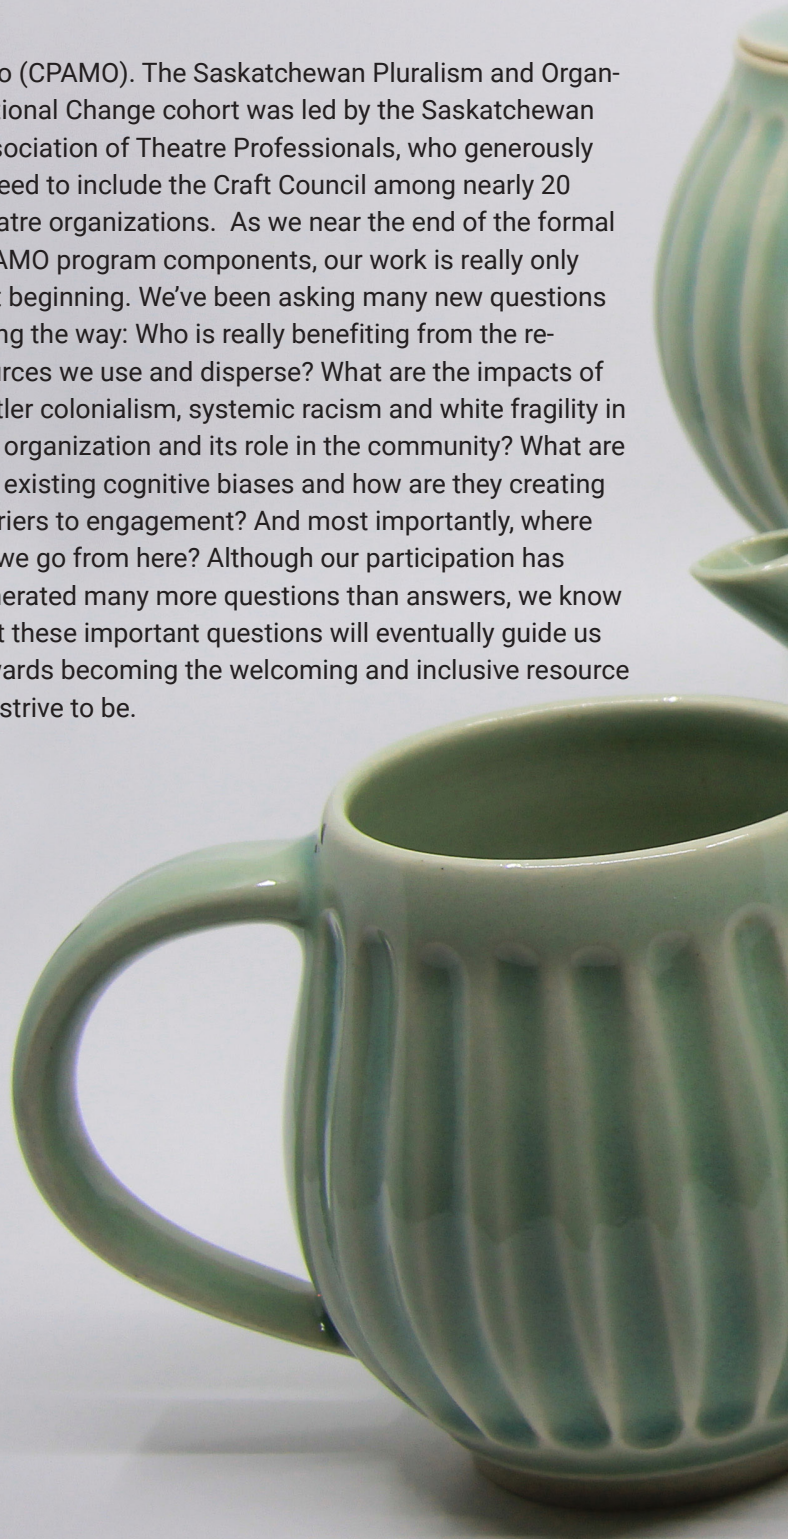 o (CPAMO). The Saskatchewan Pluralism and Organ-
tional Change cohort was led by the Saskatchewan
sociation of Theatre Professionals, who generously
eed to include the Craft Council among nearly 20
atre organizations.  As we near the end of the formal
AMO program components, our work is really only
t beginning. We’ve been asking many new questions
ng the way: Who is really benefiting from the re-
urces we use and disperse? What are the impacts of
tler colonialism, systemic racism and white fragility in
organization and its role in the community? What are
existing cognitive biases and how are they creating
riers to engagement? And most importantly, where
we go from here? Although our participation has
nerated many more questions than answers, we know
t these important questions will eventually guide us
vards becoming the welcoming and inclusive resource
strive to be.